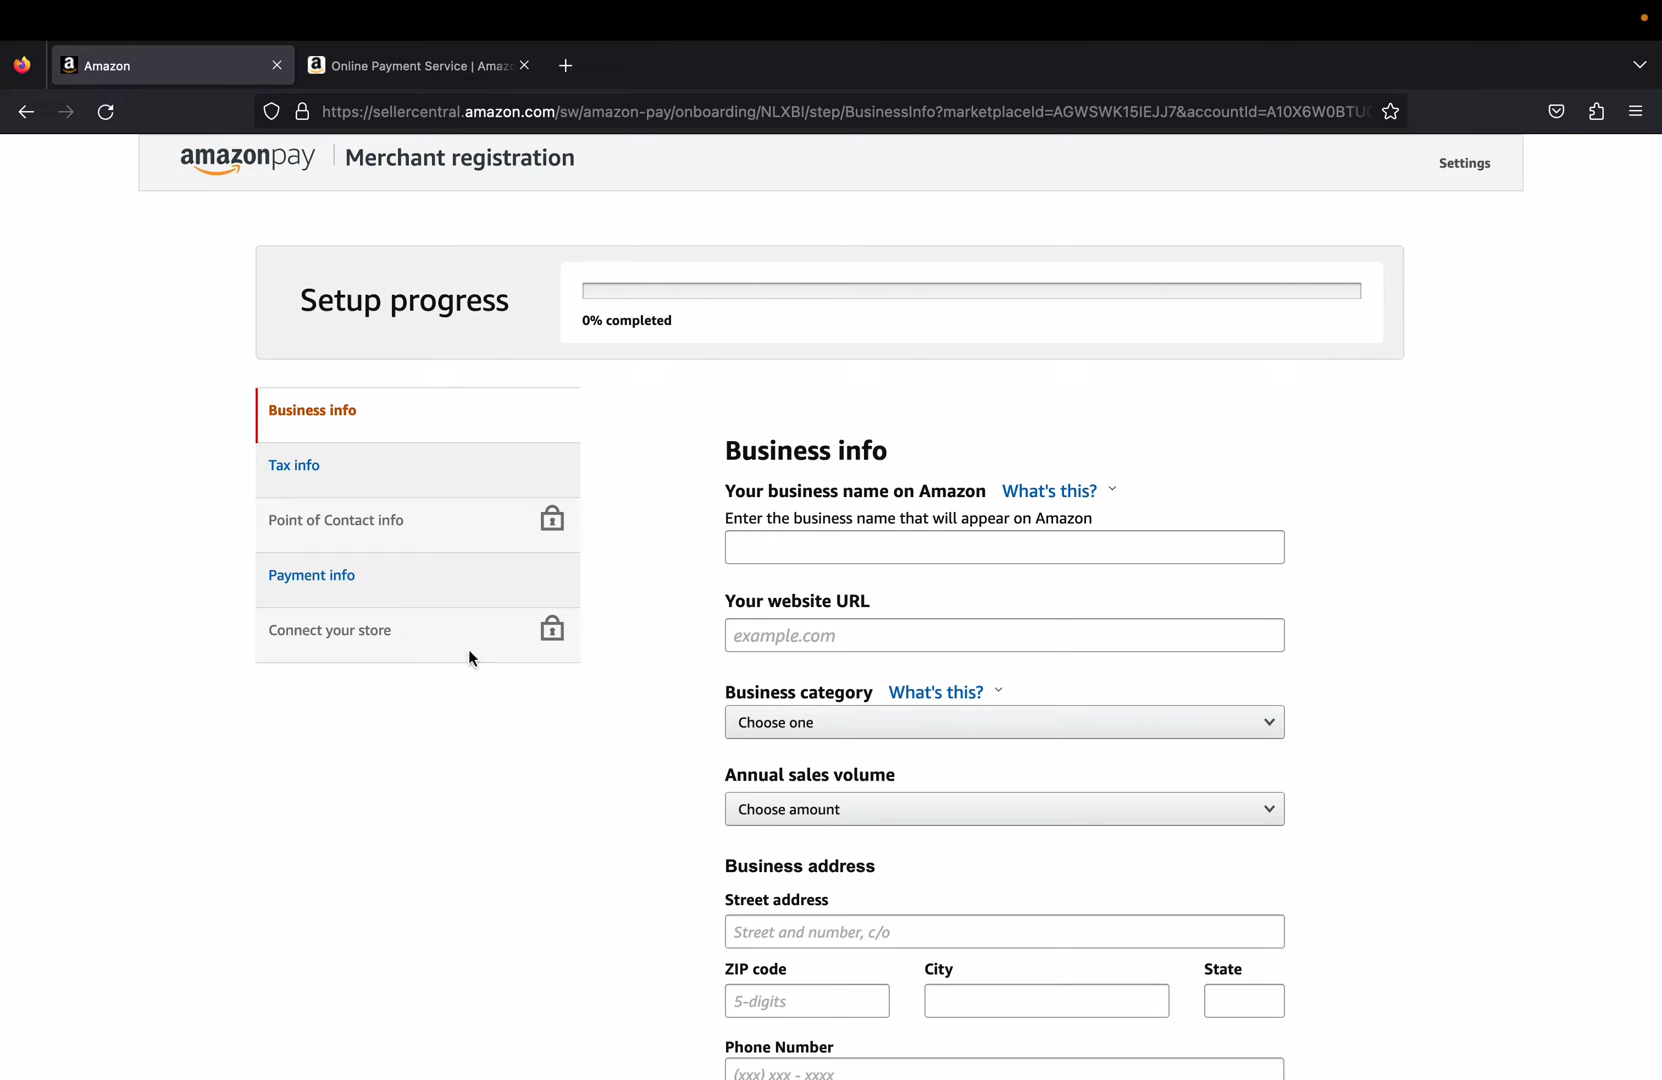 Amazon
Online Payment Service | Amaz
https://sellercentral.amazon.com/sw/amazon-pay/onboarding/NLXBI/step/BusinessInfo?marketplaceId=AGWSWK15IEJJ7&accountId=A10X6W0BTUC
amazon pay
Merchant registration
Settings
Setup progress
0% completed
Business info
Tax info
Point of Contact info
Payment info
Connect your store
Business info
Your business name on Amazon What's this?
Enter the business name that will appear on Amazon
Your website URL
example.com
Business category What's this?
Choose one
Annual sales volume
Choose amount
Business address
Street address
Street and number, c/o
ZIP code City State
5-digits
Phone Number
(xxx) xxx - xxxx